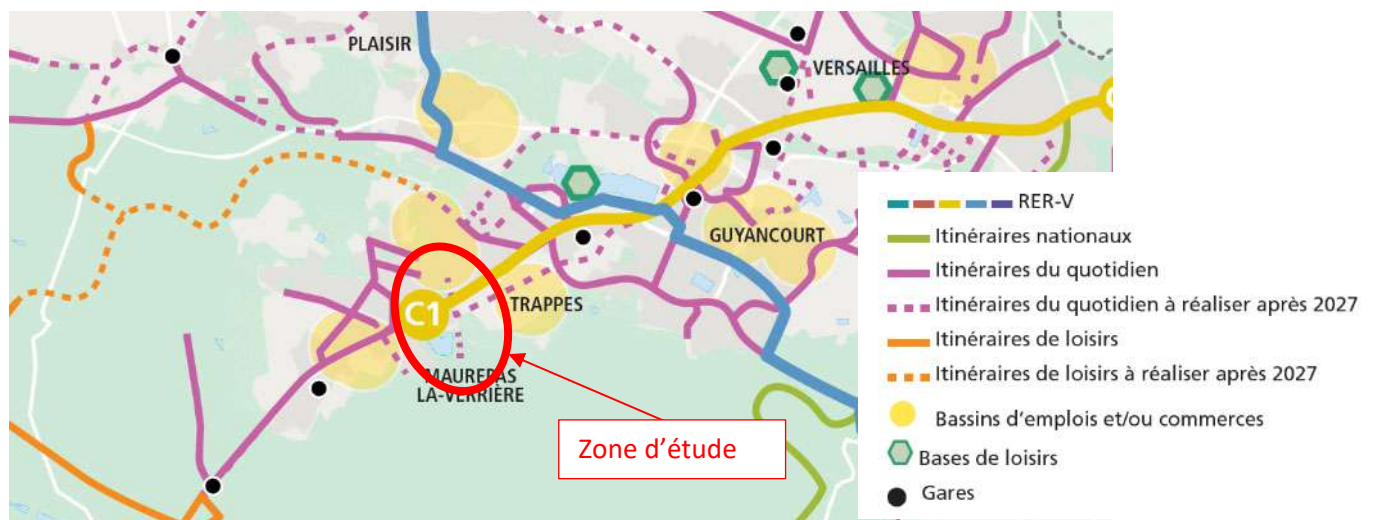 PLAISIR
VERSAILLES
GUYANCOURT
TRAPPES
C1
MAUREPAS
LA-VERRIÈRE
Zone d'étude
RER-V
Itinéraires nationaux
Itinéraires du quotidien
Itinéraires du quotidien à réaliser après 2027
Itinéraires de loisirs
Itinéraires de loisirs à réaliser après 2027
Bassins d'emplois et/ou commerces
Bases de loisirs
Gares